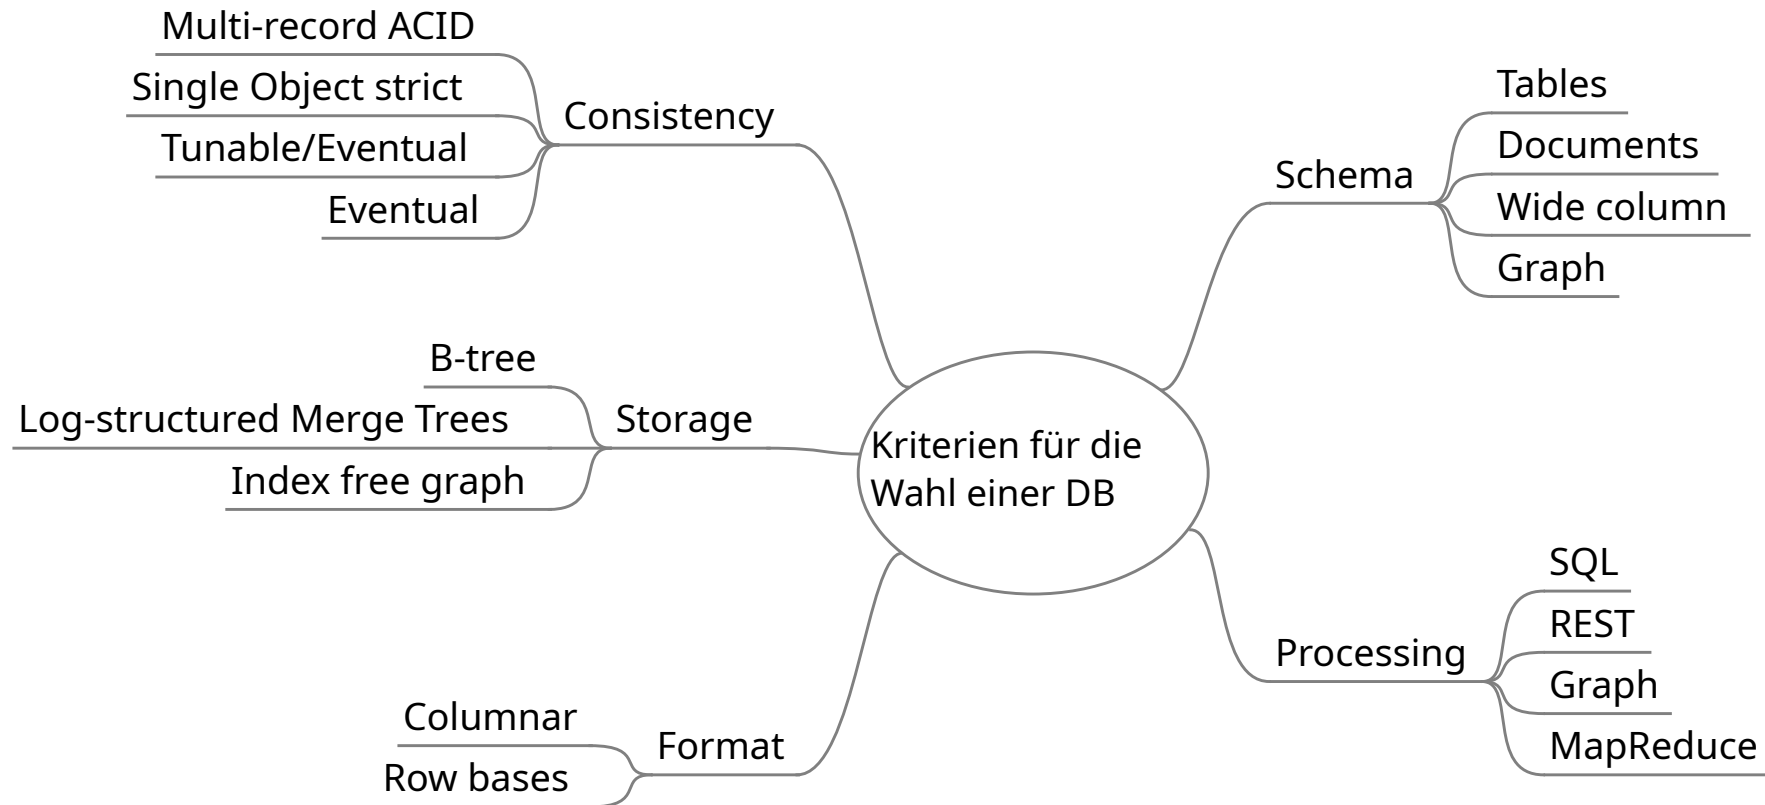 Multi-record ACID
Single Object strict
Tunable/Eventual
Eventual
Consistency
B-tree
Log-structured Merge Trees
Index free graph
Storage
Columnar
Row bases
Format
Kriterien für die
Wahl einer DB
Schema
Tables
Documents
Wide column
Graph
Processing
SQL
REST
Graph
MapReduce